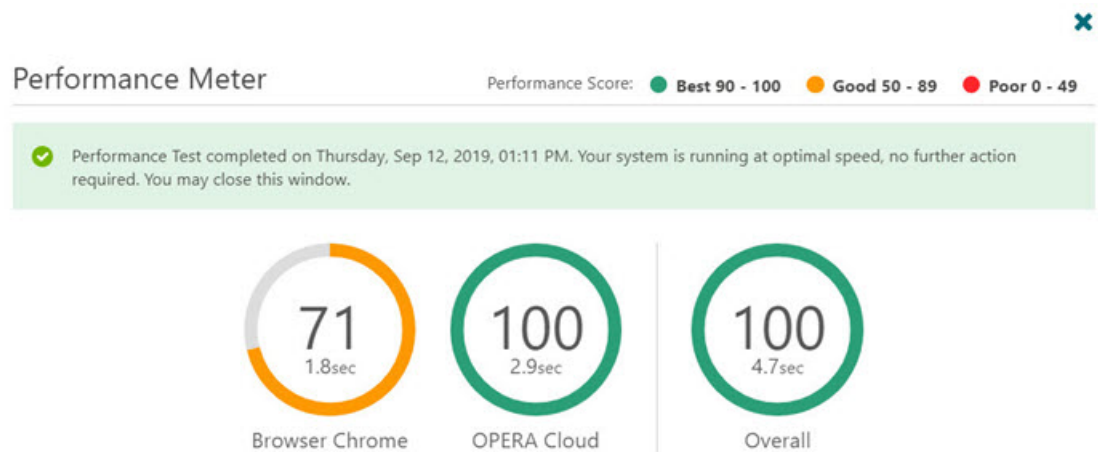 Performance Meter
Performance Score: Best 90 - 100 Good 50 - 89 Poor 0 - 49
Performance Test completed on Thursday, Sep 12, 2019, 01:11 PM. Your system is running at optimal speed, no further action
required. You may close this window.
71 100 100
1.8sec 2.9sec 4.7sec
Browser Chrome OPERA Cloud Overall